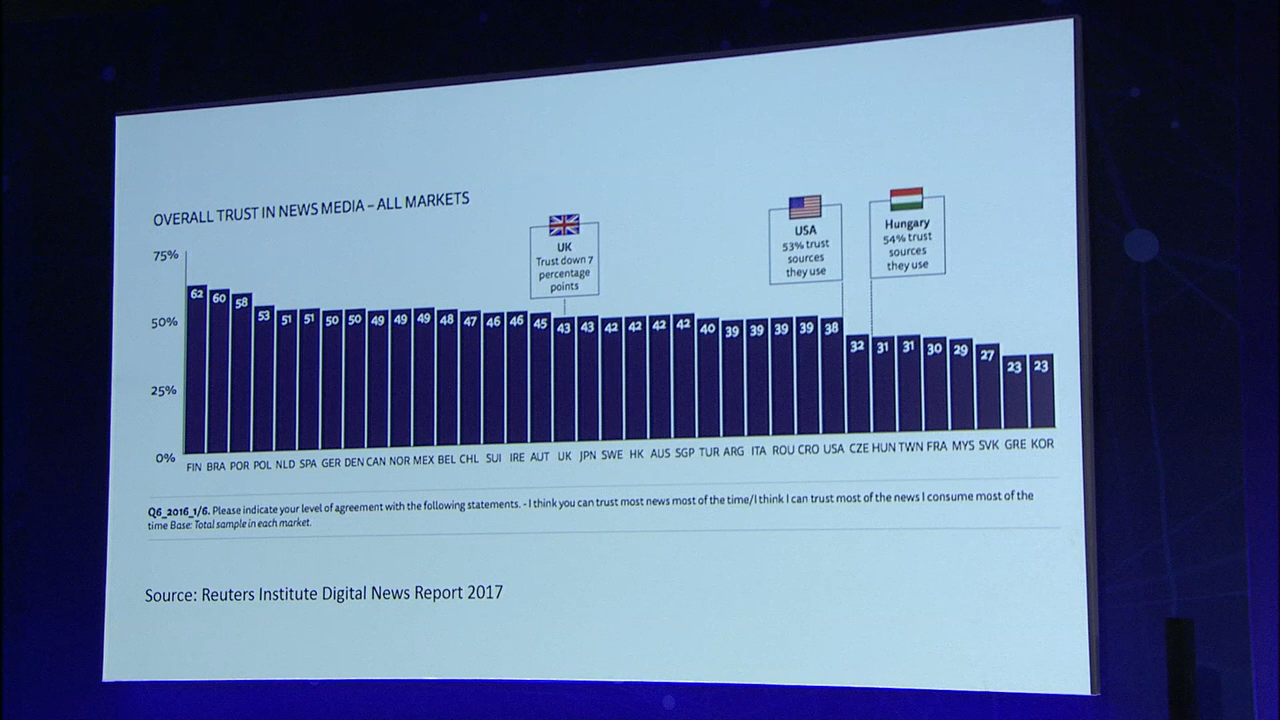 OVERALL TRUST IN NEWS MEDIA – ALL MARKETS
UK
Trust down 7
percentage
points
USA
53% trust
sources
they use
Hungary
54% trust
sources
they use
75%
50%
25%
0%
62 60 58 53 51 51 50 50 49 49 49 48 47 46 46 45 43 43 42 42 42 42 40 39 39 39 39 38 32 31 31 30 29 27 23 23
FIN BRA POR POL NLD SPA GER DEN CAN NOR MEX BEL CHL SUI IRE AUT UK JPN SWE HK AUS SGP TUR ARG ITA ROU CRO USA CZE HUN TWN FRA MYS SVK GRE KOR
Q6_2016_1/6. Please indicate your level of agreement with the following statements. - I think you can trust most news most of the time/I think I can trust most of the news I consume most of the
time Base: Total sample in each market.
Source: Reuters Institute Digital News Report 2017